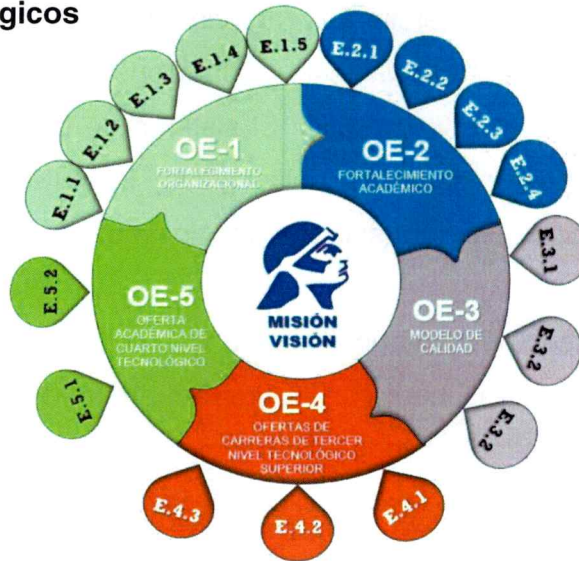 gicos
E.1.1
E.1.2
E.1.3
E.1.4
E.1.5
E.2.1
E.2.2
E.2.3
E.2.4
E.3.1
E.3.2
E.3.2
E.4.1
E.4.2
E.4.3
E.5.1
E.5.2
OE-1
FORTALECIMIENTO
ORGANIZACIONAL
OE-2
FORTALECIMIENTO
ACADÉMICO
OE-3
MODELO DE
CALIDAD
OE-4
OFERTAS DE
CARRERAS DE TERCER
NIVEL TECNOLÓGICO
SUPERIOR
OE-5
OFERTA
ACADÉMICA DE
CUARTO NIVEL
TECNOLÓGICO
MISIÓN
VISIÓN